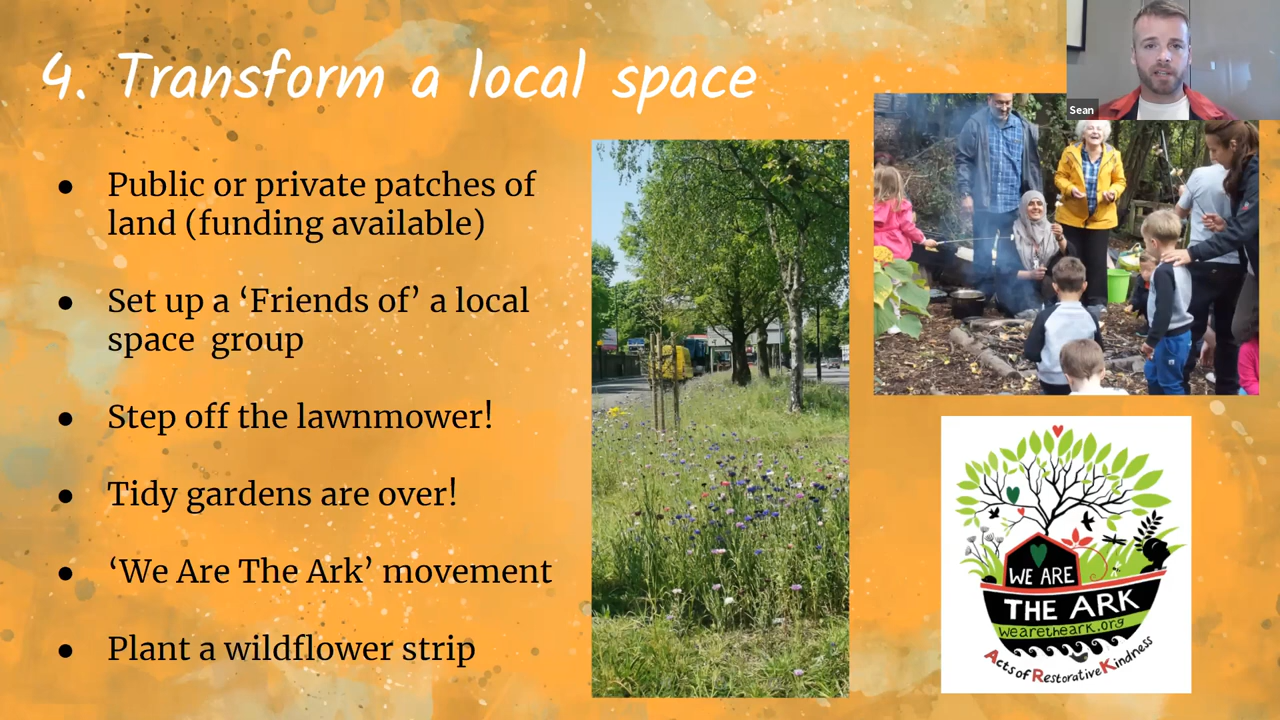 4. Transform a local space
Sean
● Public or private patches of
land (funding available)
● Set up a ‘Friends of’ a local
space group
● Step off the lawnmower!
● Tidy gardens are over!
● ‘We Are The Ark’ movement
● Plant a wildflower strip
WE ARE
THE ARK
wearetheark.org
Acts of Restorative Kindness